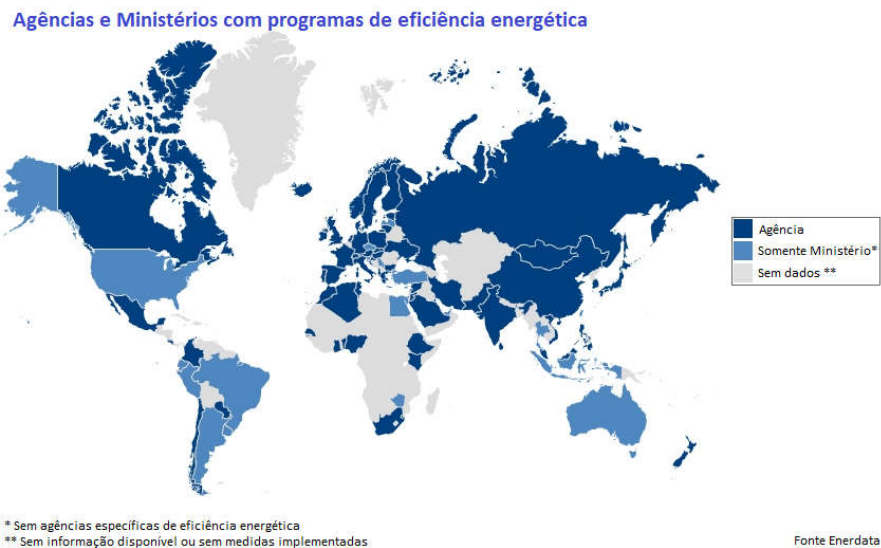 Agências e Ministérios com programas de eficiência energética
Agência
Somente Ministério*
Sem dados **
* Sem agências específicas de eficiência energética
** Sem informação disponível ou sem medidas implementadas
Fonte Enerdata